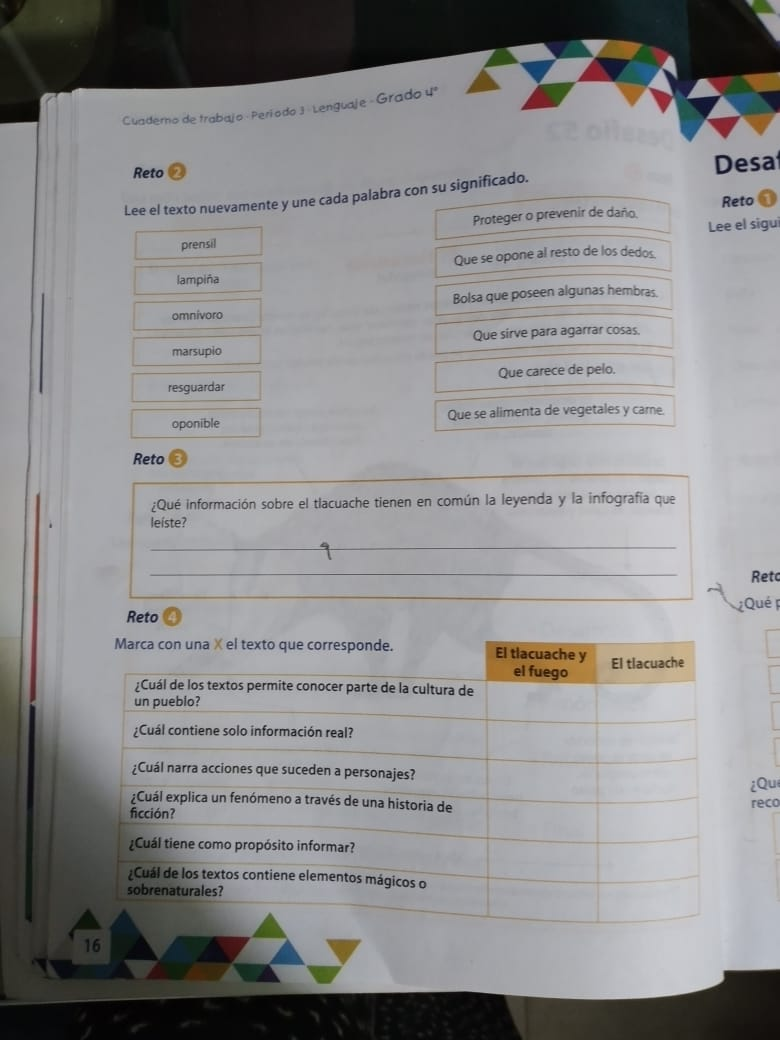 Cuaderno de trabajo - Periodo 3 - Lenguaje - Grado 4°
Reto 2
Lee el texto nuevamente y une cada palabra con su significado.
prensil
lampiña
omnívoro
marsupio
resguardar
oponible
Proteger o prevenir de daño.
Que se opone al resto de los dedos.
Bolsa que poseen algunas hembras.
Que sirve para agarrar cosas.
Que carece de pelo.
Que se alimenta de vegetales y carne.
Reto 3
¿Qué información sobre el tlacuache tienen en común la leyenda y la infografía que
leíste?
Reto 4
Marca con una X el texto que corresponde.
El tlacuache y
el fuego
El tlacuache
¿Cuál de los textos permite conocer parte de la cultura de
un pueblo?
¿Cuál contiene solo información real?
¿Cuál narra acciones que suceden a personajes?
¿Cuál explica un fenómeno a través de una historia de
ficción?
¿Cuál tiene como propósito informar?
¿Cuál de los textos contiene elementos mágicos o
sobrenaturales?
16
Reto 1
Lee el
¿Qué